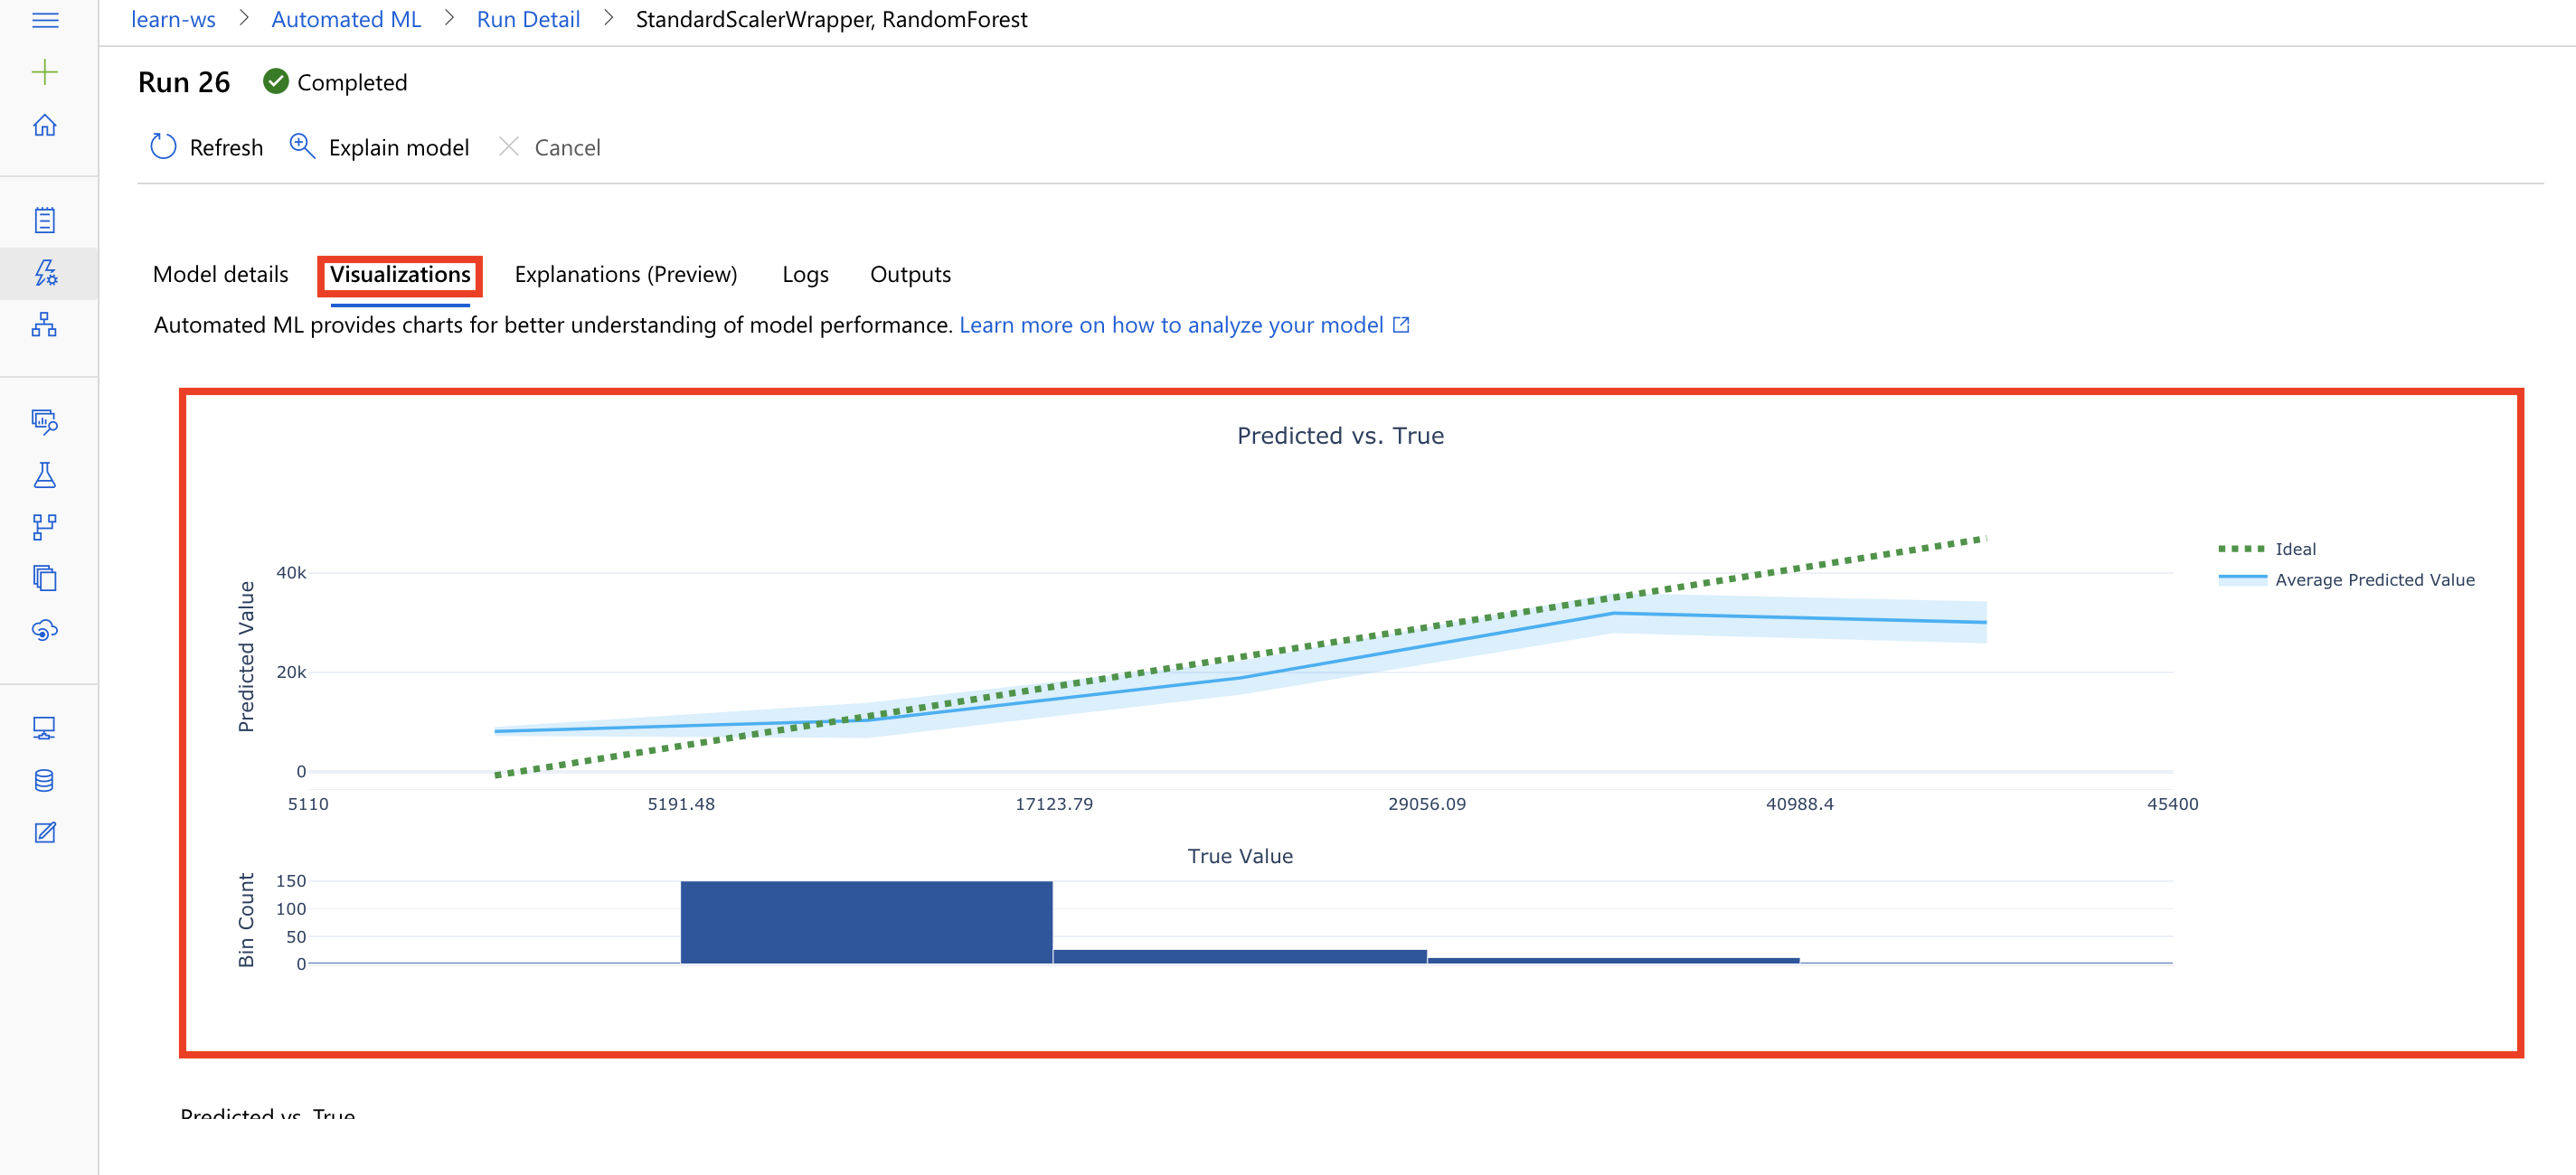 learn-ws > Automated ML > Run Detail > StandardScalerWrapper, RandomForest
Run 26 Completed
Refresh Explain model Cancel
Model details Visualizations Explanations (Preview) Logs Outputs
Automated ML provides charts for better understanding of model performance. Learn more on how to analyze your model
Predicted vs. True
Ideal
Average Predicted Value
Predicted Value
40k
20k
0
5110 5191.48 17123.79 29056.09 40988.4 45400
True Value
Bin Count
150
100
50
0
Predicted vs. True